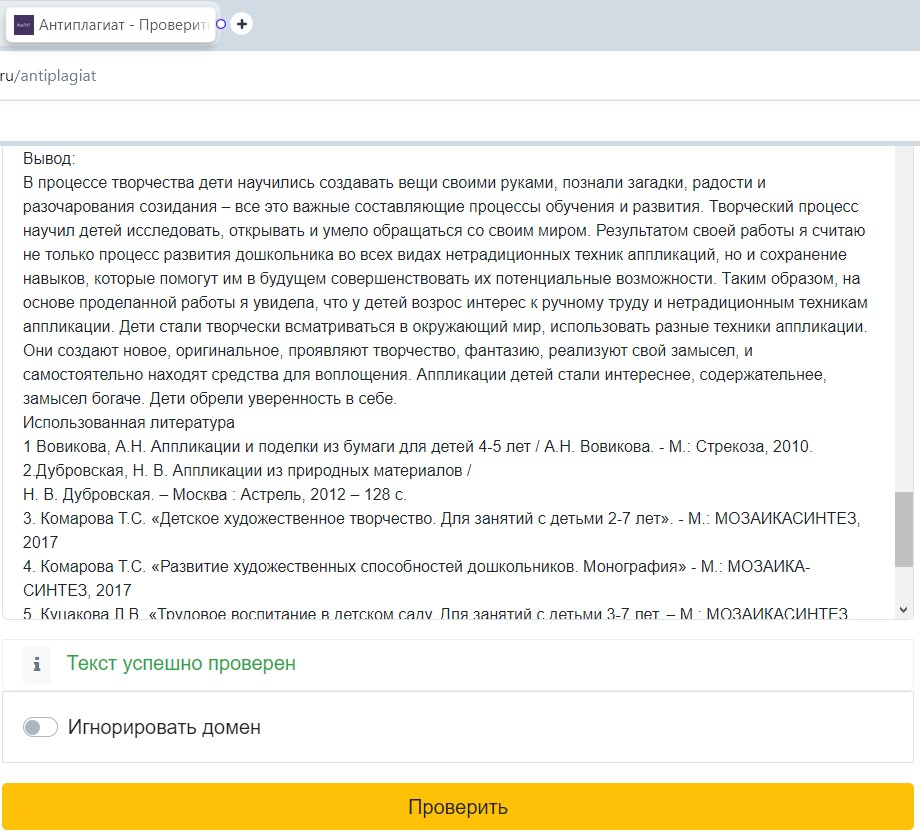 Антиплагиат - Проверить
ru/antiplagiat
Вывод:
В процессе творчества дети научились создавать вещи своими руками, познали загадки, радости и
разочарования созидания – все это важные составляющие процессы обучения и развития. Творческий процесс
научил детей исследовать, открывать и умело обращаться со своим миром. Результатом своей работы я считаю
не только процесс развития дошкольника во всех видах нетрадиционных техник аппликаций, но и сохранение
навыков, которые помогут им в будущем совершенствовать их потенциальные возможности. Таким образом, на
основе проделанной работы я увидела, что у детей возрос интерес к ручному труду и нетрадиционным техникам
аппликации. Дети стали творчески всматриваться в окружающий мир, использовать разные техники аппликации.
Они создают новое, оригинальное, проявляют творчество, фантазию, реализуют свой замысел, и
самостоятельно находят средства для воплощения. Аппликации детей стали интереснее, содержательнее,
замысел богаче. Дети обрели уверенность в себе.
Использованная литература
1 Вовикова, А.Н. Аппликации и поделки из бумаги для детей 4-5 лет / А.Н. Вовикова. - М.: Стрекоза, 2010.
2.Дубровская, Н. В. Аппликации из природных материалов /
Н. В. Дубровская. – Москва : Астрель, 2012 – 128 с.
3. Комарова Т.С. «Детское художественное творчество. Для занятий с детьми 2-7 лет». - М.: МОЗАИКАСИНТЕЗ,
2017
4. Комарова Т.С. «Развитие художественных способностей дошкольников. Монография» - М.: МОЗАИКА-
СИНТЕЗ, 2017
5. Куцакова Л.В. «Трудовое воспитание в детском саду. Для занятий с детьми 3-7 лет. – М.: МОЗАИКАСИНТЕЗ
Текст успешно проверен
Игнорировать домен
Проверить